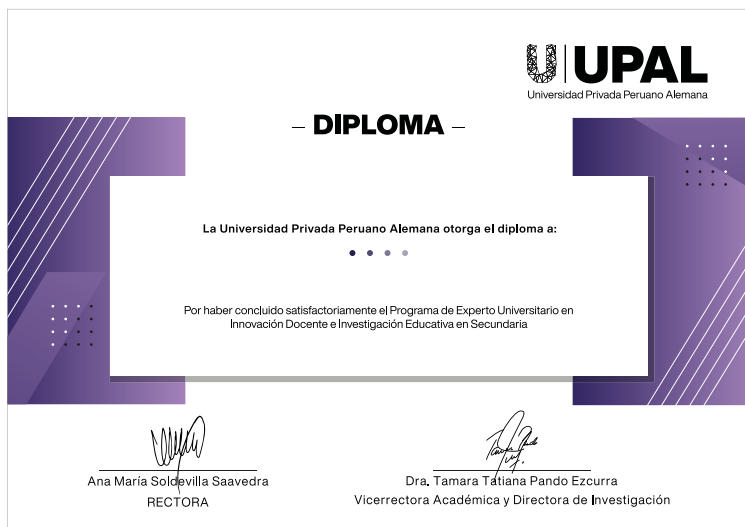 UPAL
Universidad Privada Peruano Alemana
– DIPLOMA –
La Universidad Privada Peruano Alemana otorga el diploma a:
Por haber concluido satisfactoriamente el Programa de Experto Universitario en
Innovación Docente e Investigación Educativa en Secundaria
Ana María Soldevilla Saavedra
RECTORA
Dra. Tamara Tatiana Pando Ezcurra
Vicerrectora Académica y Directora de Investigación